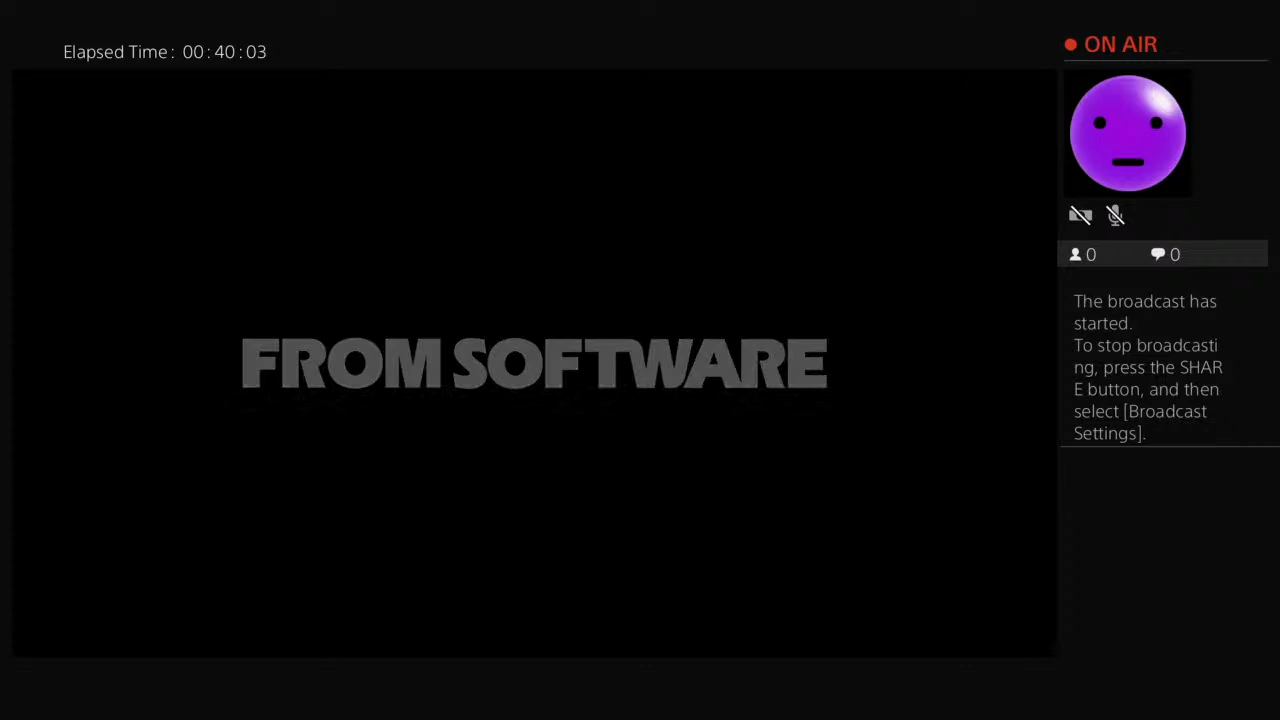 Elapsed Time: 00:40:03
ON AIR
FROM SOFTWARE
0 0
The broadcast has
started.
To stop broadcasti
ng, press the SHAR
E button, and then
select [Broadcast
Settings].